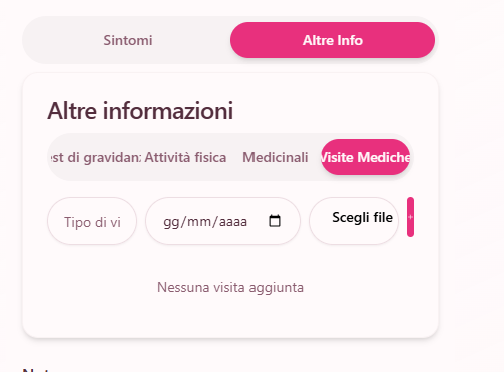 Sintomi Altre Info
Altre informazioni
est di gravidan Attività fisica Medicinali Visite Mediche
Tipo di vi gg/mm/aaaa Scegli file +
Nessuna visita aggiunta